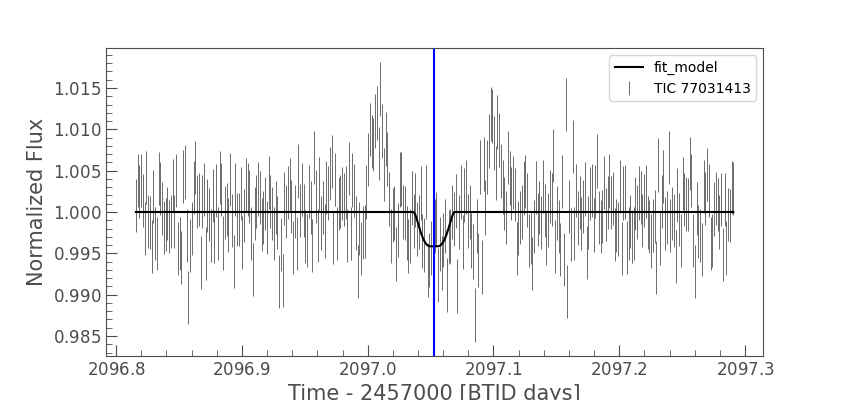 fit_model
TIC 77031413
1.015
1.010
1.005
1.000
0.995
0.990
0.985
Normalized Flux
2096.8 2096.9 2097.0 2097.1 2097.2 2097.3
Time - 2457000 [BTJD days]